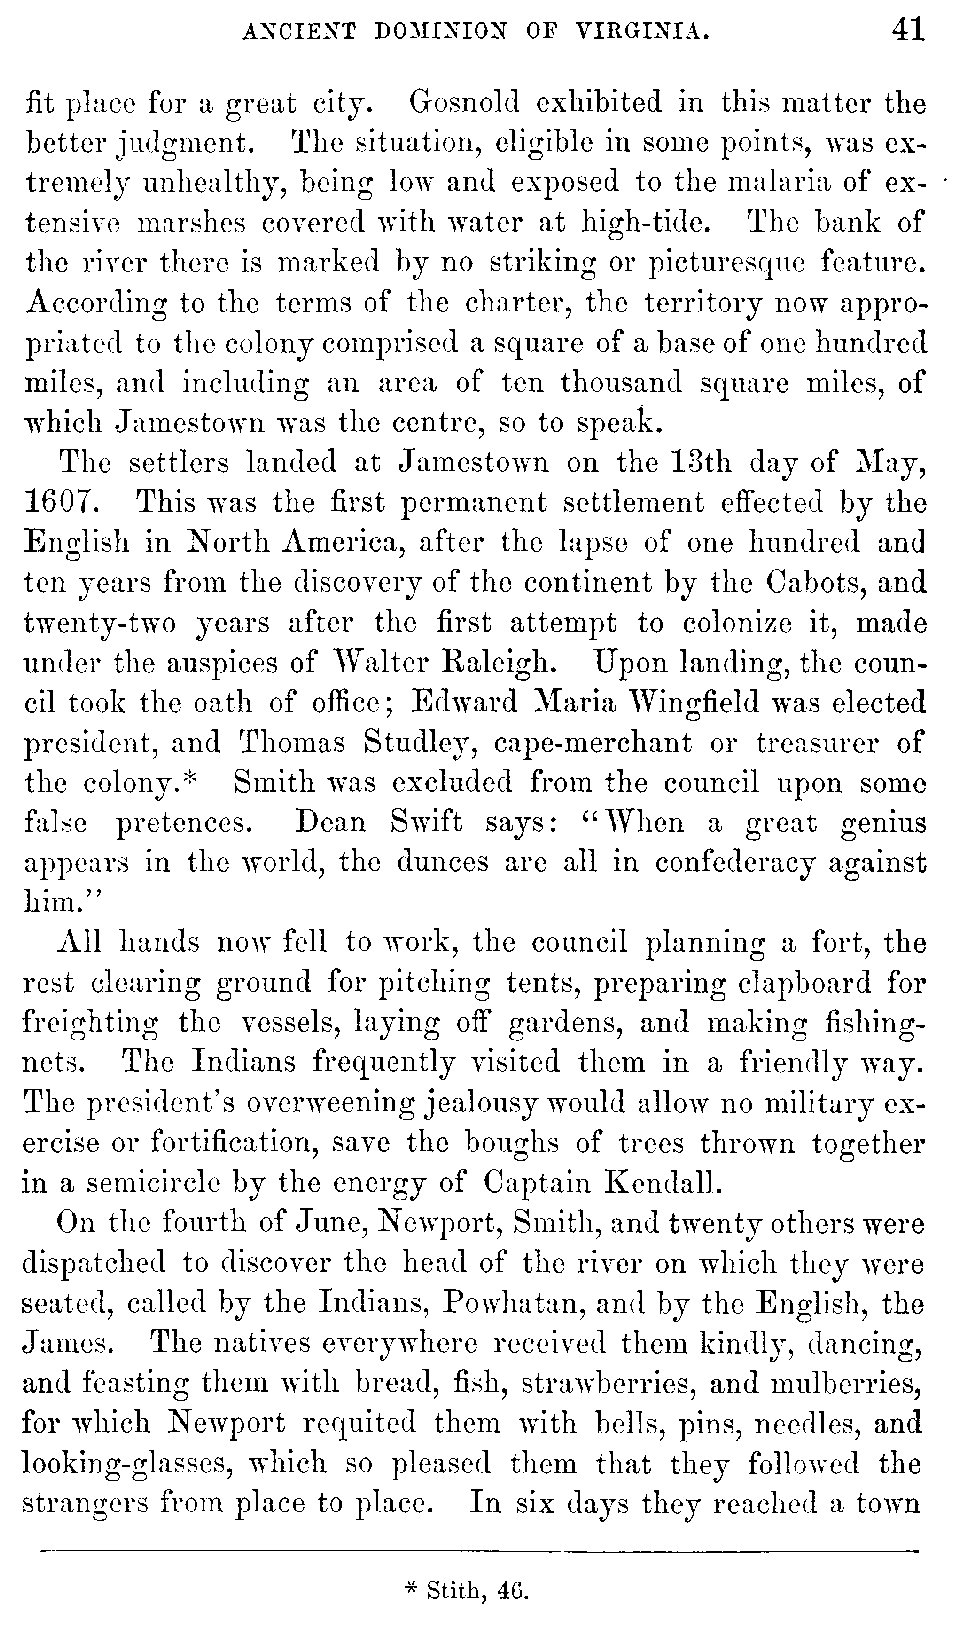 ANCIENT DOMINION OF VIRGINIA. 41
fit place for a great city. Gosnold exhibited in this matter the
better judgment. The situation, eligible in some points, was ex-
tremely unhealthy, being low and exposed to the malaria of ex-
tensive marshes covered with water at high-tide. The bank of
the river there is marked by no striking or picturesque feature.
According to the terms of the charter, the territory now appro-
priated to the colony comprised a square of a base of one hundred
miles, and including an area of ten thousand square miles, of
which Jamestown was the centre, so to speak.
The settlers landed at Jamestown on the 13th day of May,
1607. This was the first permanent settlement effected by the
English in North America, after the lapse of one hundred and
ten years from the discovery of the continent by the Cabots, and
twenty-two years after the first attempt to colonize it, made
under the auspices of Walter Raleigh. Upon landing, the coun-
cil took the oath of office; Edward Maria Wingfield was elected
president, and Thomas Studley, cape-merchant or treasurer of
the colony.* Smith was excluded from the council upon some
false pretences. Dean Swift says: "When a great genius
appears in the world, the dunces are all in confederacy against
him."
All hands now fell to work, the council planning a fort, the
rest clearing ground for pitching tents, preparing clapboard for
freighting the vessels, laying off gardens, and making fishing-
nets. The Indians frequently visited them in a friendly way.
The president's overweening jealousy would allow no military ex-
ercise or fortification, save the boughs of trees thrown together
in a semicircle by the energy of Captain Kendall.
On the fourth of June, Newport, Smith, and twenty others were
dispatched to discover the head of the river on which they were
seated, called by the Indians, Powhatan, and by the English, the
James. The natives everywhere received them kindly, dancing,
and feasting them with bread, fish, strawberries, and mulberries,
for which Newport requited them with bells, pins, needles, and
looking-glasses, which so pleased them that they followed the
strangers from place to place. In six days they reached a town
* Stith, 46.